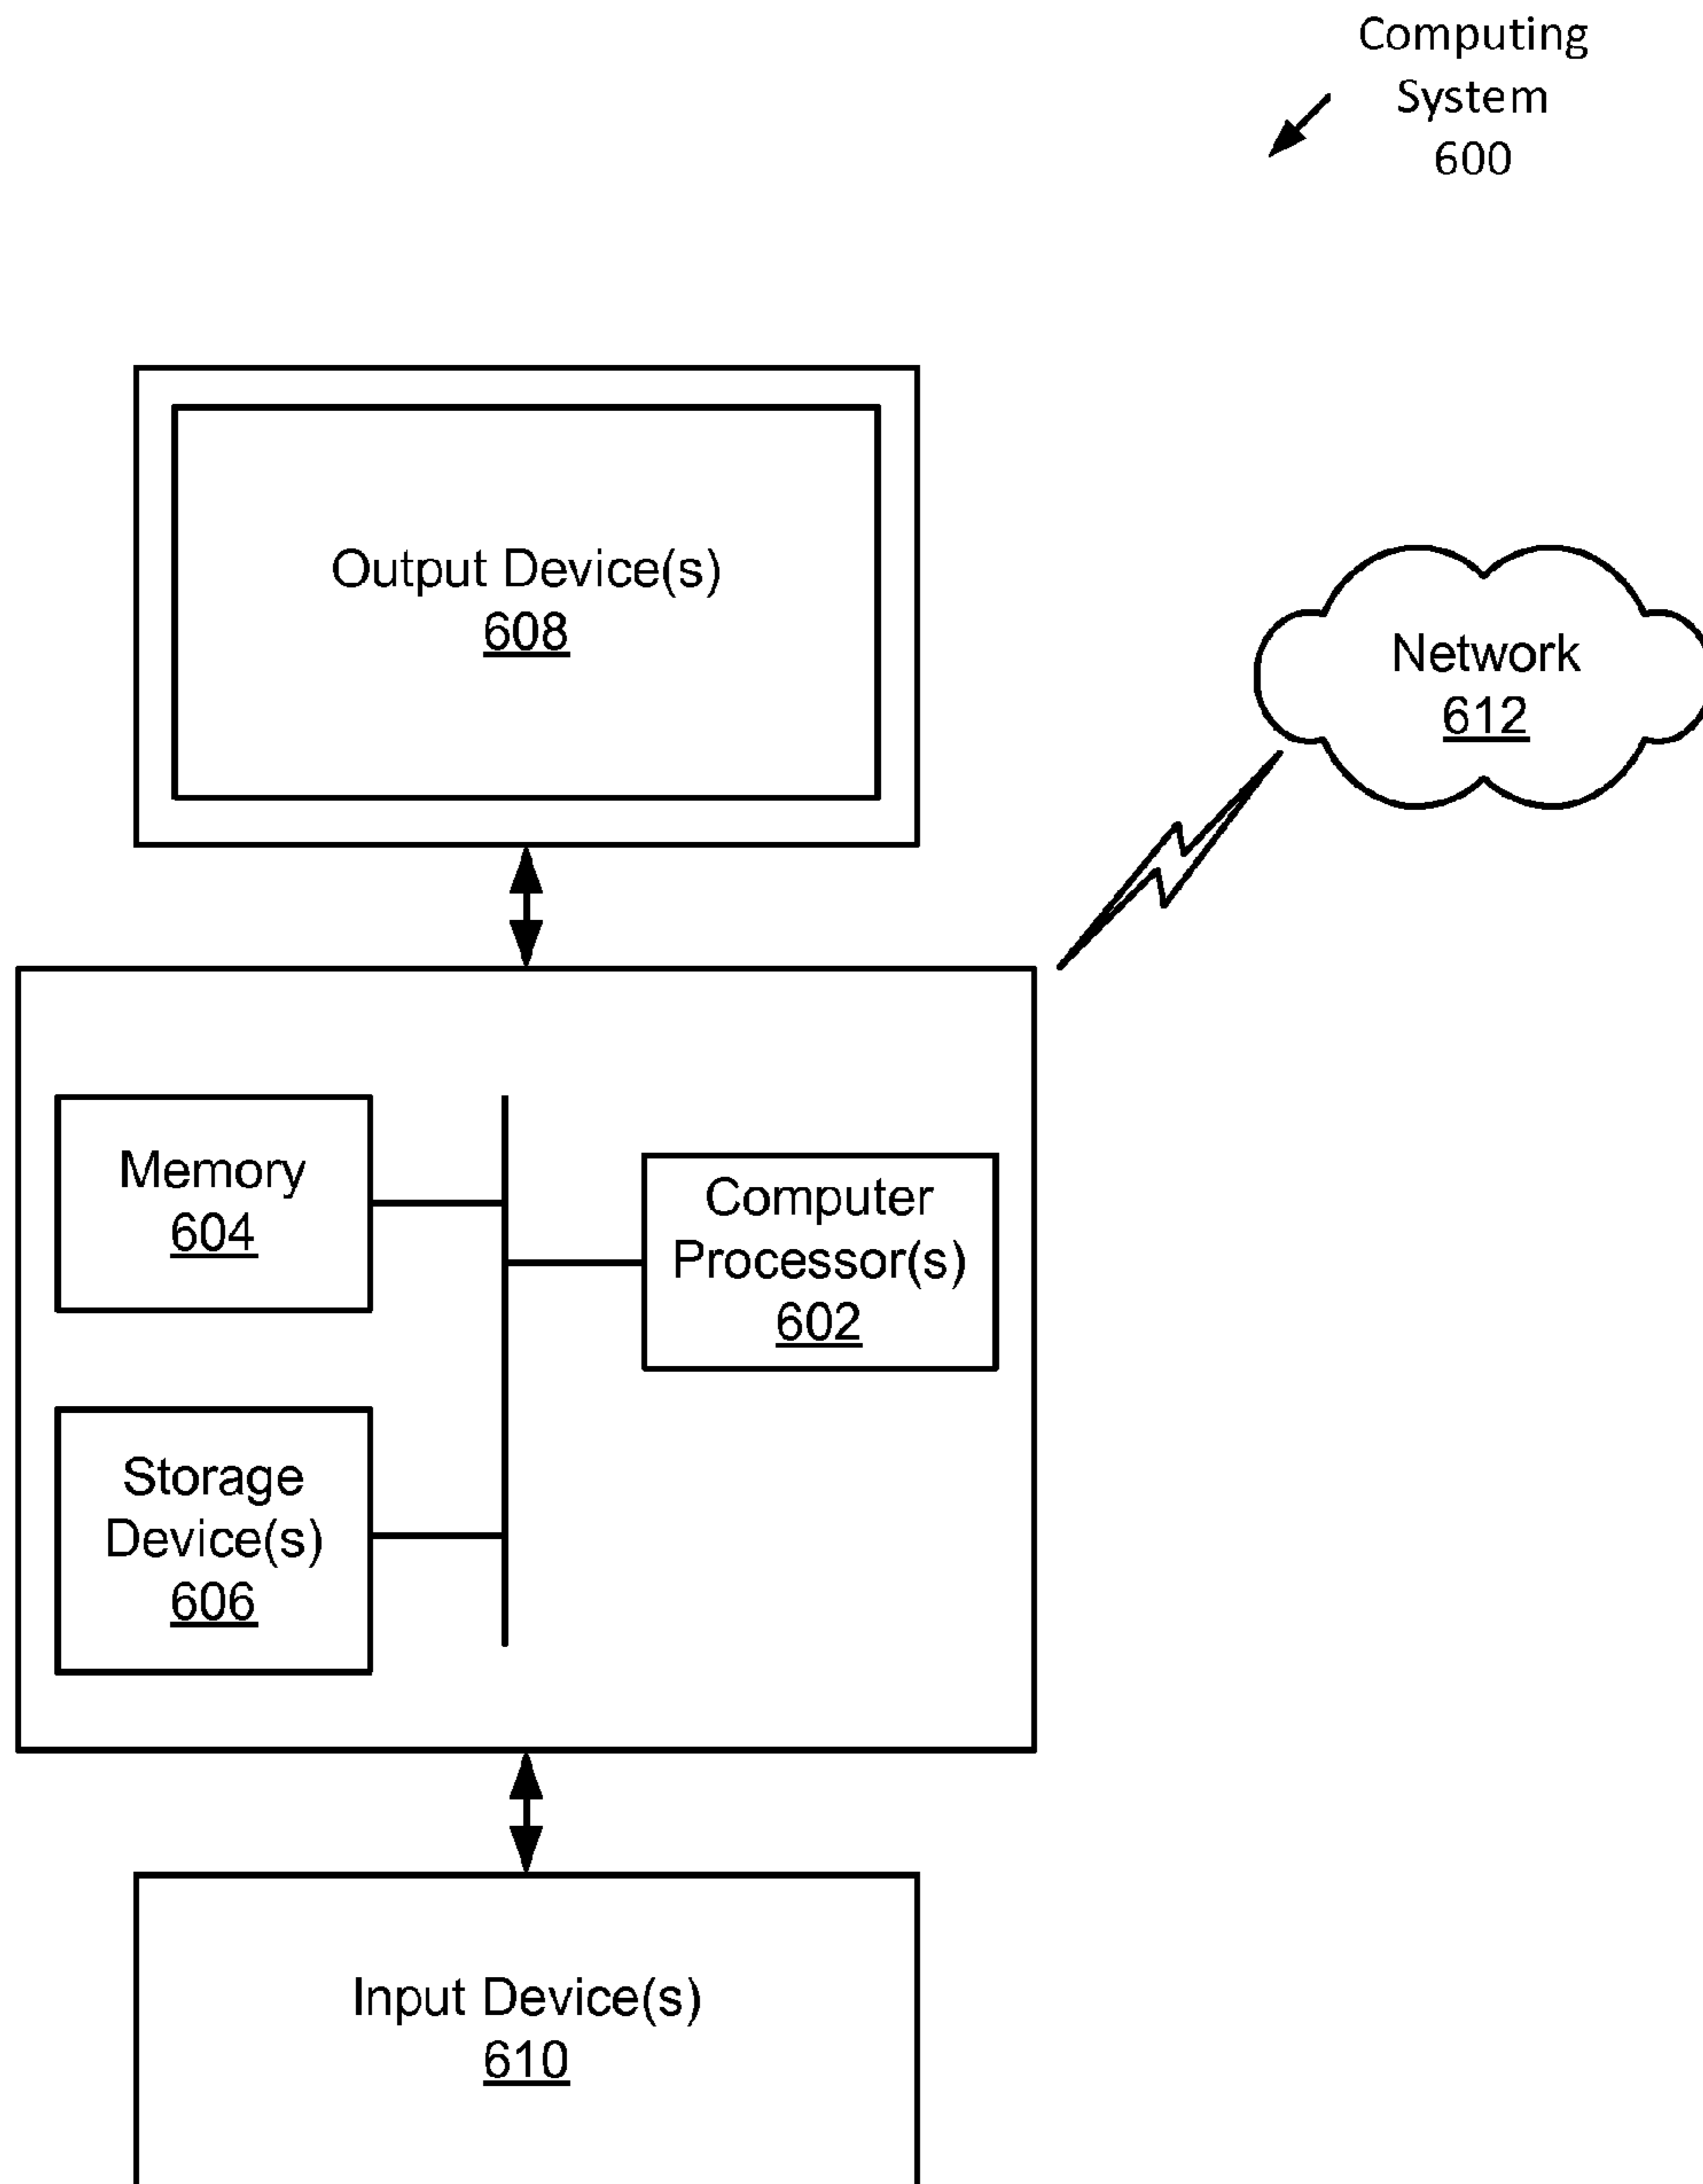 Computing
System
600
Output Device(s)
608
Network
612
Memory
604
Computer
Processor(s)
602
Storage
Device(s)
606
Input Device(s)
610